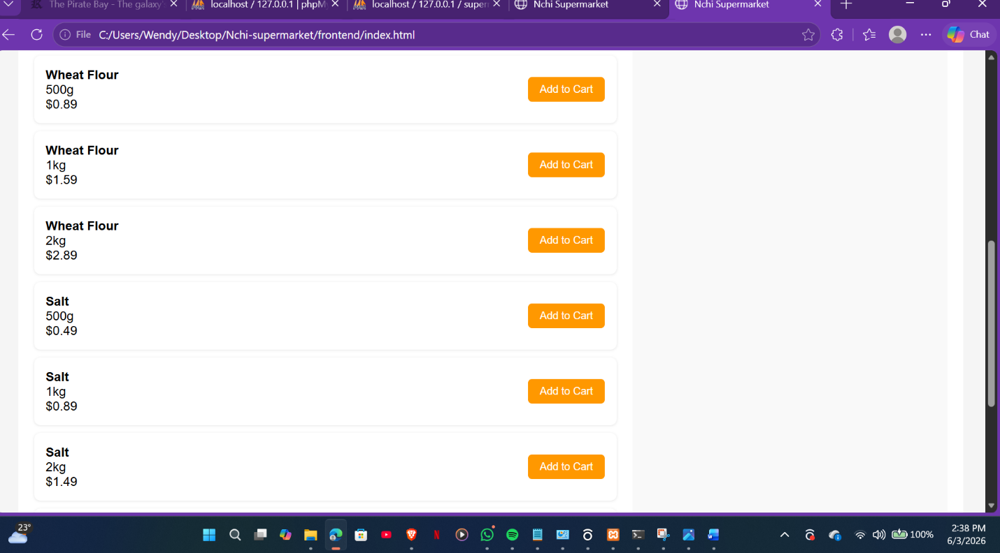 The Pirate Bay - The galaxy'
localhost / 127.0.0.1 | phpM
localhost / 127.0.0.1 / super
Nchi Supermarket
Nchi Supermarket
File C:/Users/Wendy/Desktop/Nchi-supermarket/frontend/index.html
Chat
Wheat Flour
500g
$0.89
Add to Cart
Wheat Flour
1kg
$1.59
Add to Cart
Wheat Flour
2kg
$2.89
Add to Cart
Salt
500g
$0.49
Add to Cart
Salt
1kg
$0.89
Add to Cart
Salt
2kg
$1.49
Add to Cart
23°
100%
2:38 PM
6/3/2026